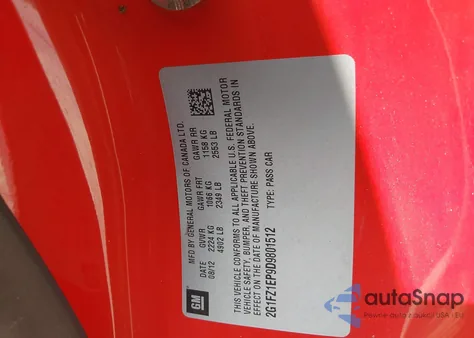 MFD BY GENERAL MOTORS OF CANADA LTD.
DATE GVWR GAWR FRT GAWR RR
08/12 2224 KG 1066 KG 1158 KG
4902 LB 2349 LB 2553 LB
THIS VEHICLE CONFORMS TO ALL APPLICABLE U.S. FEDERAL MOTOR
VEHICLE SAFETY, BUMPER, AND THEFT PREVENTION STANDARDS IN
EFFECT ON THE DATE OF MANUFACTURE SHOWN ABOVE.
2G1FZ1EP9D9801512 TYPE: PASS CAR
GM
autoSnap